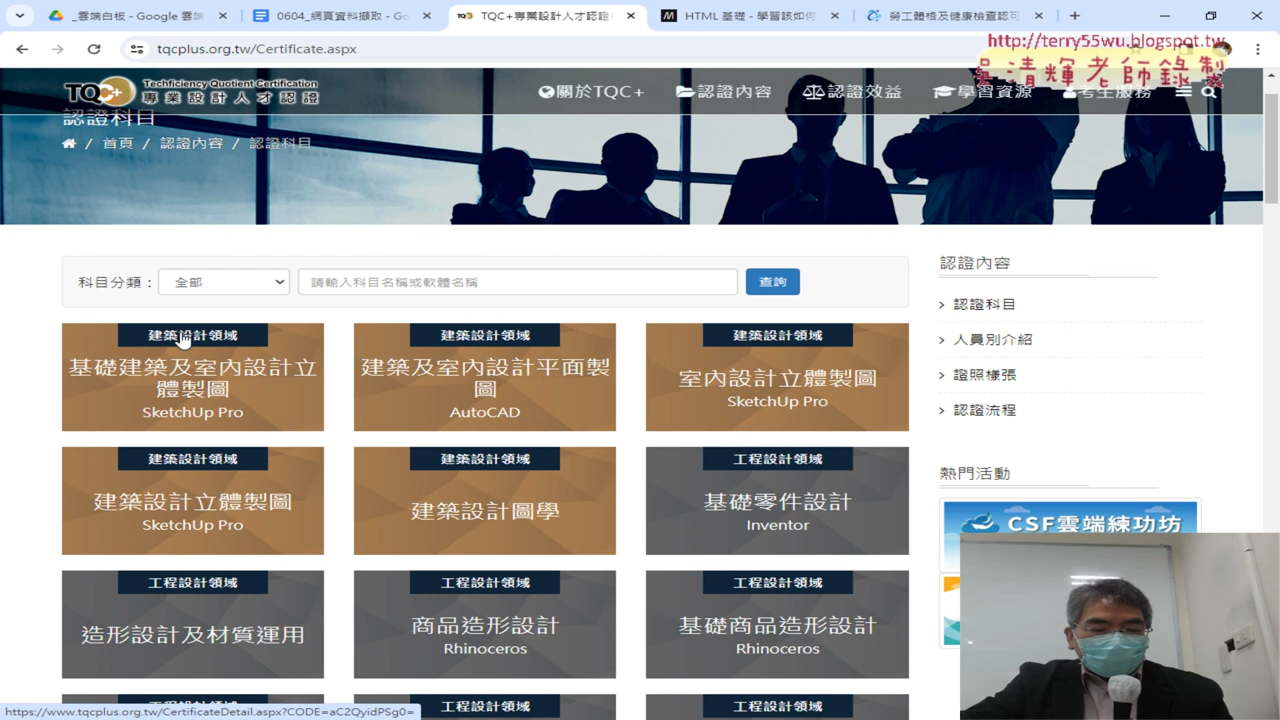 _雲端白板 - Google 雲端
0604_網頁資料擷取 - Go
TQC+專業設計人才認證
HTML 基礎 - 學習該如何
勞工體格及健康檢查認可
tqcplus.org.tw/Certificate.aspx
http://terry55wu.blogspot.tw
吳清輝老師錄製
TQC+
Techficiency Quotient Certification
專業設計人才認證
關於TQC+
認證內容
認證效益
學習資源
考生服務
認證科目
/ 首頁 / 認證內容 / 認證科目
科目分類：
全部
請輸入科目名稱或軟體名稱
查詢
建築設計領域
基礎建築及室內設計立
體製圖
SketchUp Pro
建築設計領域
建築及室內設計平面製
圖
AutoCAD
建築設計領域
室內設計立體製圖
SketchUp Pro
建築設計領域
建築設計立體製圖
SketchUp Pro
建築設計領域
建築設計圖學
工程設計領域
基礎零件設計
Inventor
工程設計領域
造形設計及材質運用
工程設計領域
商品造形設計
Rhinoceros
工程設計領域
基礎商品造形設計
Rhinoceros
工程設計領域
工程設計領域
工程設計領域
認證內容
> 認證科目
> 人員別介紹
> 證照樣張
> 認證流程
熱門活動
CSF雲端練功坊
https://www.tqcplus.org.tw/CertificateDetail.aspx?CODE=aC2QyidPSg0=